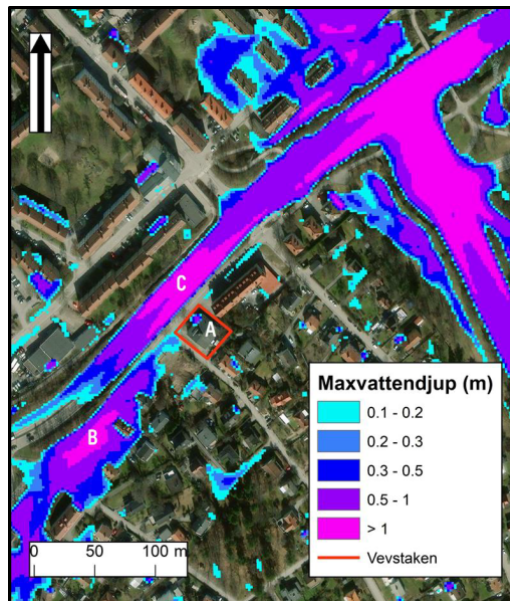 C
A
B
Maxvattendjup (m)
0.1 - 0.2
0.2 - 0.3
0.3 - 0.5
0.5 - 1
> 1
Vevstaken
0 50 100 m